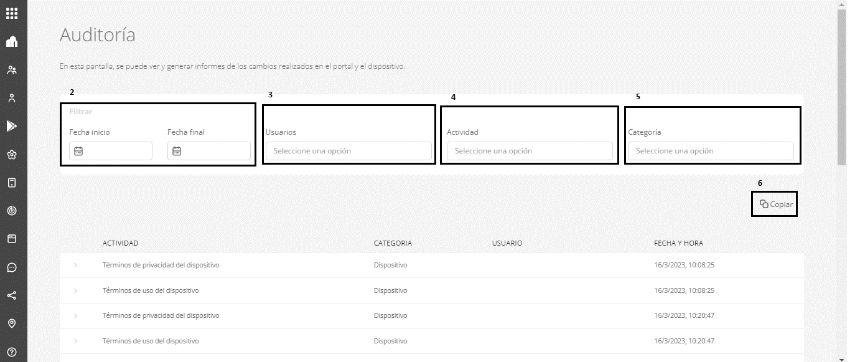 Auditoría
En esta pantalla, se puede ver y generar informes de los cambios realizados en el portal y el dispositivo.
2 3 4 5
Filtrar
Fecha inicio Fecha final Usuarios Actividad Categoría
Seleccione una opción Seleccione una opción Seleccione una opción
6
Copiar
ACTIVIDAD CATEGORIA USUARIO FECHA Y HORA
Términos de privacidad del dispositivo Dispositivo 16/3/2023, 10:08:25
Términos de uso del dispositivo Dispositivo 16/3/2023, 10:08:25
Términos de privacidad del dispositivo Dispositivo 16/3/2023, 10:20:47
Términos de uso del dispositivo Dispositivo 16/3/2023, 10:20:47